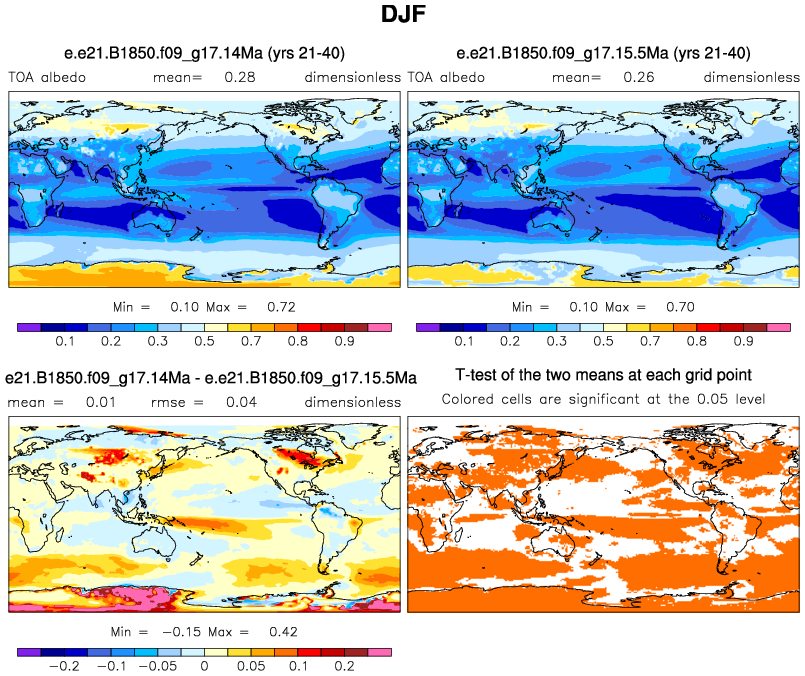 DJF
e.e21.B1850.f09_g17.14Ma (yrs 21-40)
TOA albedo mean= 0.28 dimensionless
Min = 0.10 Max = 0.72
0.1 0.2 0.3 0.5 0.7 0.8 0.9
e.e21.B1850.f09_g17.15.5Ma (yrs 21-40)
TOA albedo mean= 0.26 dimensionless
Min = 0.10 Max = 0.70
0.1 0.2 0.3 0.5 0.7 0.8 0.9
e21.B1850.f09_g17.14Ma - e.e21.B1850.f09_g17.15.5Ma
mean = 0.01 rmse = 0.04 dimensionless
Min = −0.15 Max = 0.42
−0.2 −0.1 −0.05 0 0.05 0.1 0.2
T-test of the two means at each grid point
Colored cells are significant at the 0.05 level